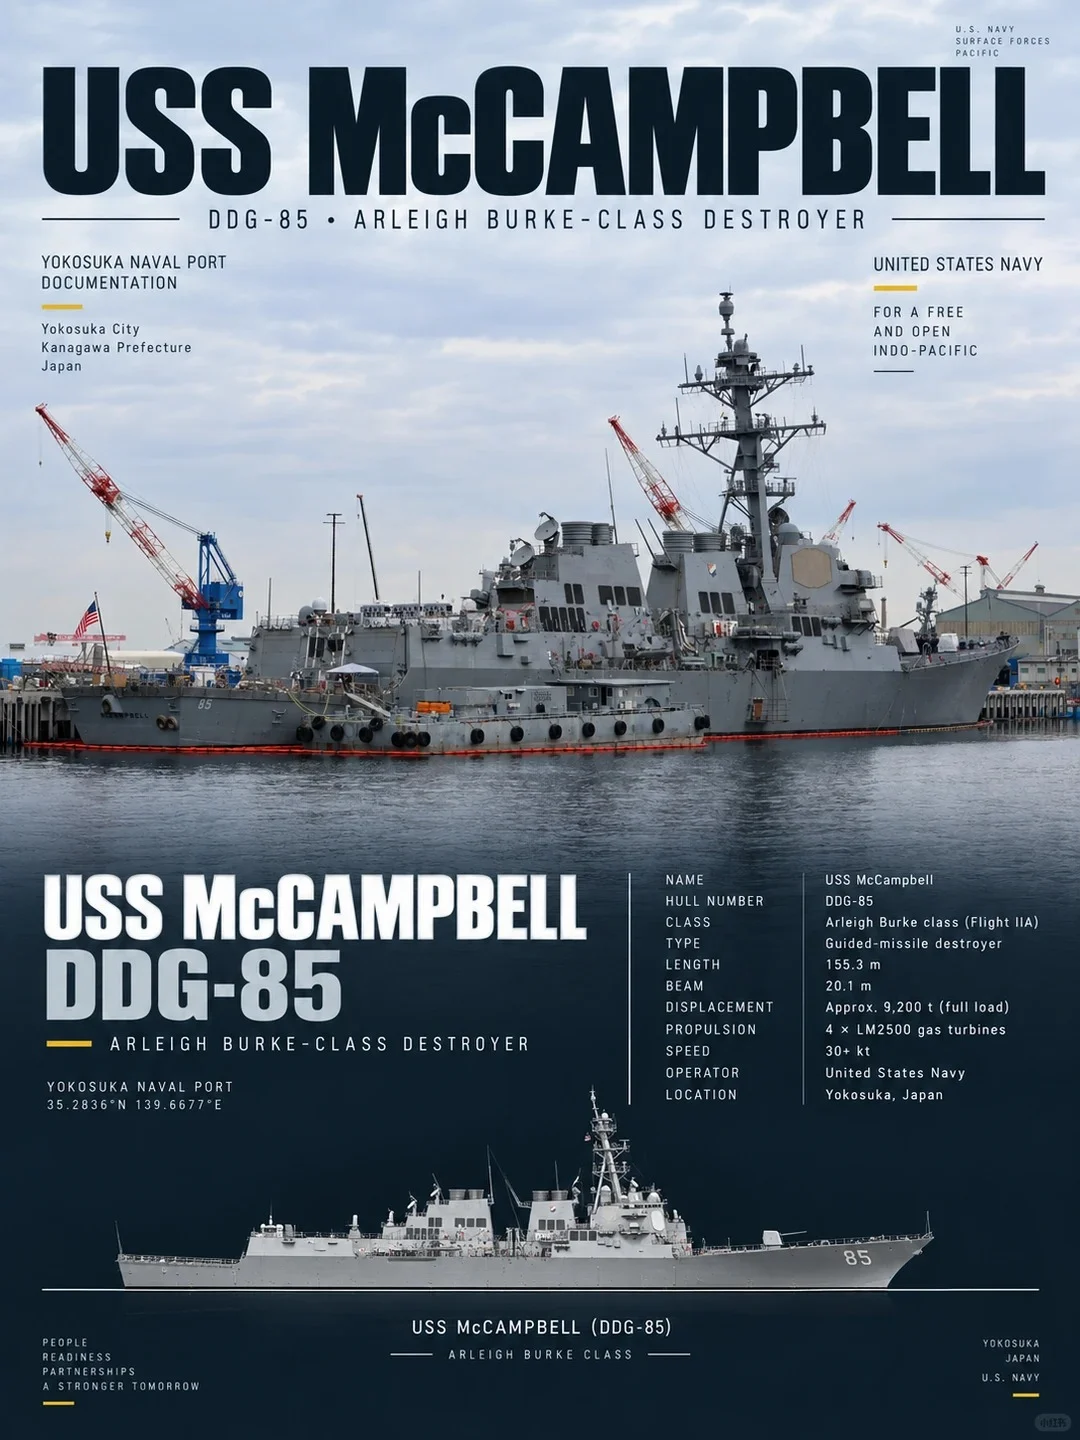 U.S. NAVY
SURFACE FORCES
PACIFIC
USS McCAMPBELL
DDG-85 • ARLEIGH BURKE-CLASS DESTROYER
YOKOSUKA NAVAL PORT
DOCUMENTATION
Yokosuka City
Kanagawa Prefecture
Japan
UNITED STATES NAVY
FOR A FREE
AND OPEN
INDO-PACIFIC
85
USS McCAMPBELL
DDG-85
ARLEIGH BURKE-CLASS DESTROYER
YOKOSUKA NAVAL PORT
35.2836°N 139.6677°E
NAME USS McCampbell
HULL NUMBER DDG-85
CLASS Arleigh Burke class (Flight IIA)
TYPE Guided-missile destroyer
LENGTH 155.3 m
BEAM 20.1 m
DISPLACEMENT Approx. 9,200 t (full load)
PROPULSION 4 × LM2500 gas turbines
SPEED 30+ kt
OPERATOR United States Navy
LOCATION Yokosuka, Japan
85
USS McCAMPBELL (DDG-85)
ARLEIGH BURKE CLASS
PEOPLE
READINESS
PARTNERSHIPS
A STRONGER TOMORROW
YOKOSUKA
JAPAN
U.S. NAVY
小红书